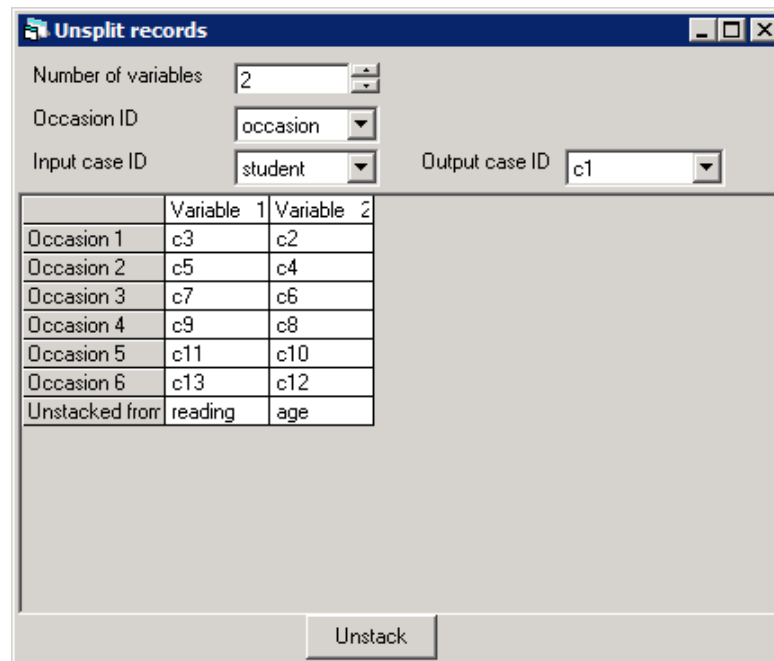 Unsplit records
Number of variables 2
Occasion ID occasion
Input case ID student Output case ID c1
Variable 1 Variable 2
Occasion 1 c3 c2
Occasion 2 c5 c4
Occasion 3 c7 c6
Occasion 4 c9 c8
Occasion 5 c11 c10
Occasion 6 c13 c12
Unstacked from reading age
Unstack